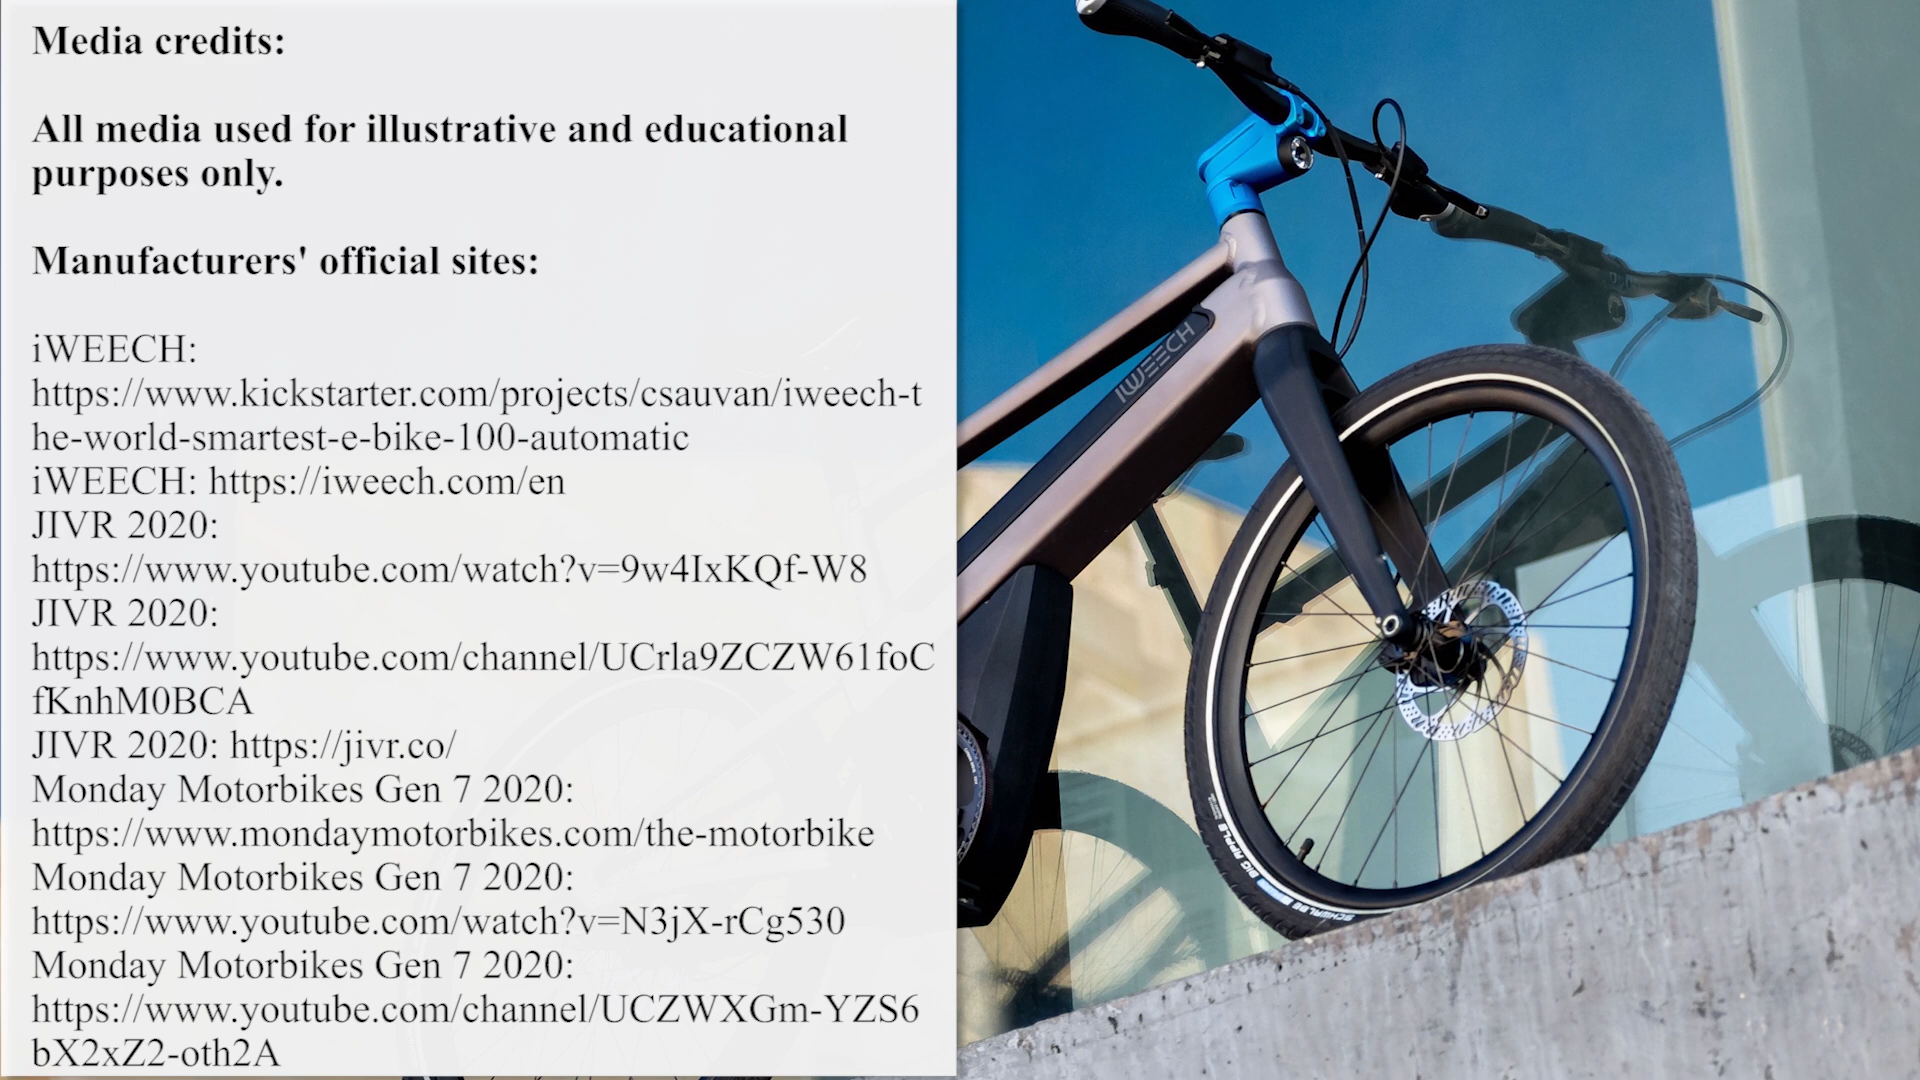 Media credits:
All media used for illustrative and educational
purposes only.
Manufacturers' official sites:
iWEECH:
https://www.kickstarter.com/projects/csauvan/iweech-t
he-world-smartest-e-bike-100-automatic
iWEECH: https://iweech.com/en
JIVR 2020:
https://www.youtube.com/watch?v=9w4IxKQf-W8
JIVR 2020:
https://www.youtube.com/channel/UCrla9ZCZW61foC
fKnhM0BCA
JIVR 2020: https://jivr.co/
Monday Motorbikes Gen 7 2020:
https://www.mondaymotorbikes.com/the-motorbike
Monday Motorbikes Gen 7 2020:
https://www.youtube.com/watch?v=N3jX-rCg530
Monday Motorbikes Gen 7 2020:
https://www.youtube.com/channel/UCZWXGm-YZS6
bX2xZ2-oth2A
IWEECH
BIG APPLE
SCHWALBE